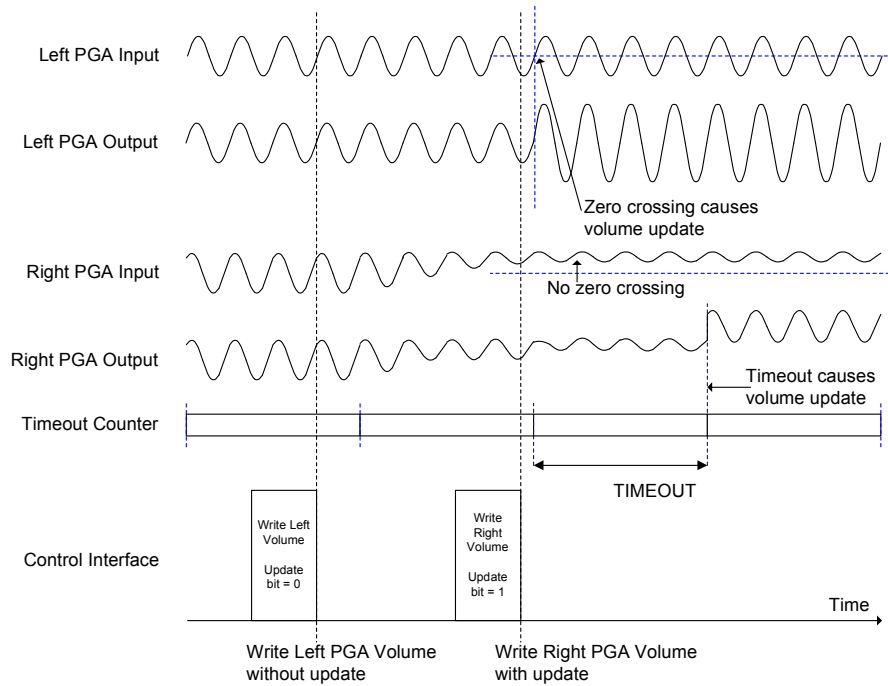 Left PGA Input
Left PGA Output
Zero crossing causes
volume update
Right PGA Input
No zero crossing
Right PGA Output
Timeout causes
volume update
Timeout Counter
TIMEOUT
Control Interface
Write Left
Volume
Update
bit = 0
Write
Right
Volume
Update
bit = 1
Time
Write Left PGA Volume
without update
Write Right PGA Volume
with update